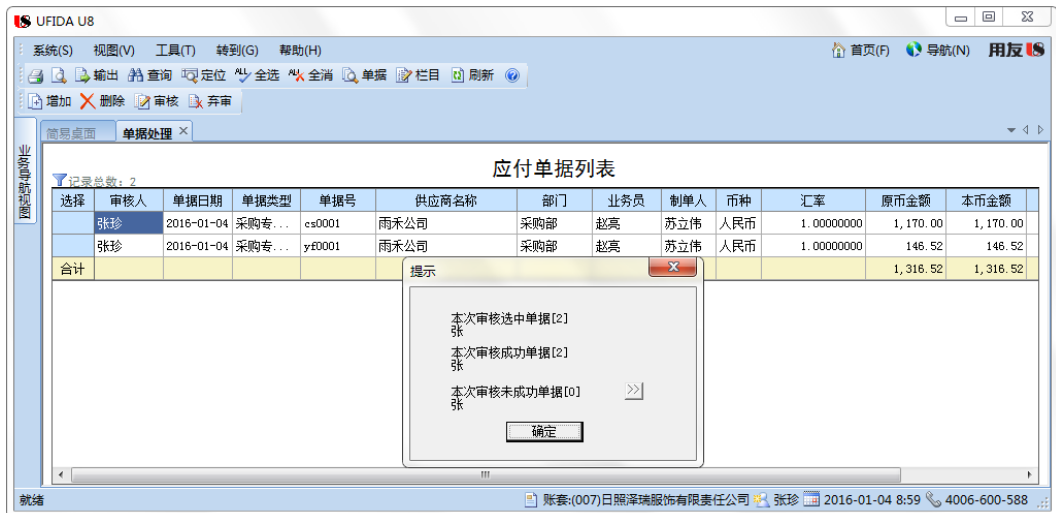 UFIDA U8
系统(S) 视图(V) 工具(T) 转到(G) 帮助(H) 首页(F) 导航(N) 用友
输出 查询 定位 全选 全消 单据 栏目 刷新
增加 删除 审核 弃审
简易桌面 单据处理
业务导航视图
应付单据列表
记录总数: 2
选择 审核人 单据日期 单据类型 单据号 供应商名称 部门 业务员 制单人 币种 汇率 原币金额 本币金额
张珍 2016-01-04 采购专... cs0001 雨禾公司 采购部 赵亮 苏立伟 人民币 1.00000000 1,170.00 1,170.00
张珍 2016-01-04 采购专... yf0001 雨禾公司 采购部 赵亮 苏立伟 人民币 1.00000000 146.52 146.52
合计 1,316.52 1,316.52
提示
本次审核选中单据[2]
张
本次审核成功单据[2]
张
本次审核未成功单据[0] >>
张
确定
就绪 账套:(007)日照泽瑞服饰有限责任公司 张珍 2016-01-04 8:59 4006-600-588